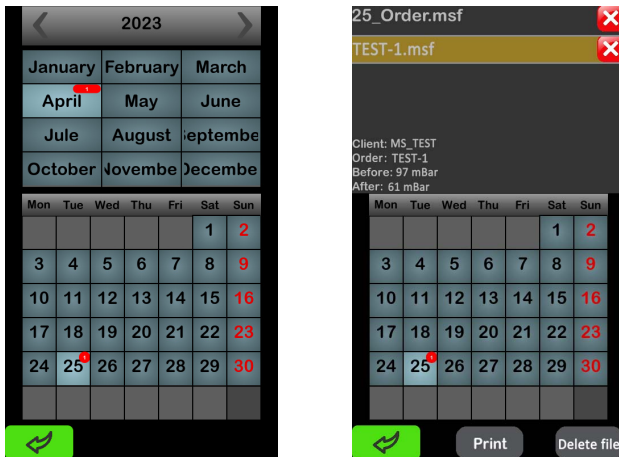 2023
January February March
April 1 May June
Jule August eptembe
October Novembe Decembe
Mon Tue Wed Thu Fri Sat Sun
1 2
3 4 5 6 7 8 9
10 11 12 13 14 15 16
17 18 19 20 21 22 23
24 25 1 26 27 28 29 30
25_Order.msf
TEST-1.msf
Client: MS_TEST
Order: TEST-1
Before: 97 mBar
After: 61 mBar
Mon Tue Wed Thu Fri Sat Sun
1 2
3 4 5 6 7 8 9
10 11 12 13 14 15 16
17 18 19 20 21 22 23
24 25 1 26 27 28 29 30
Print Delete file